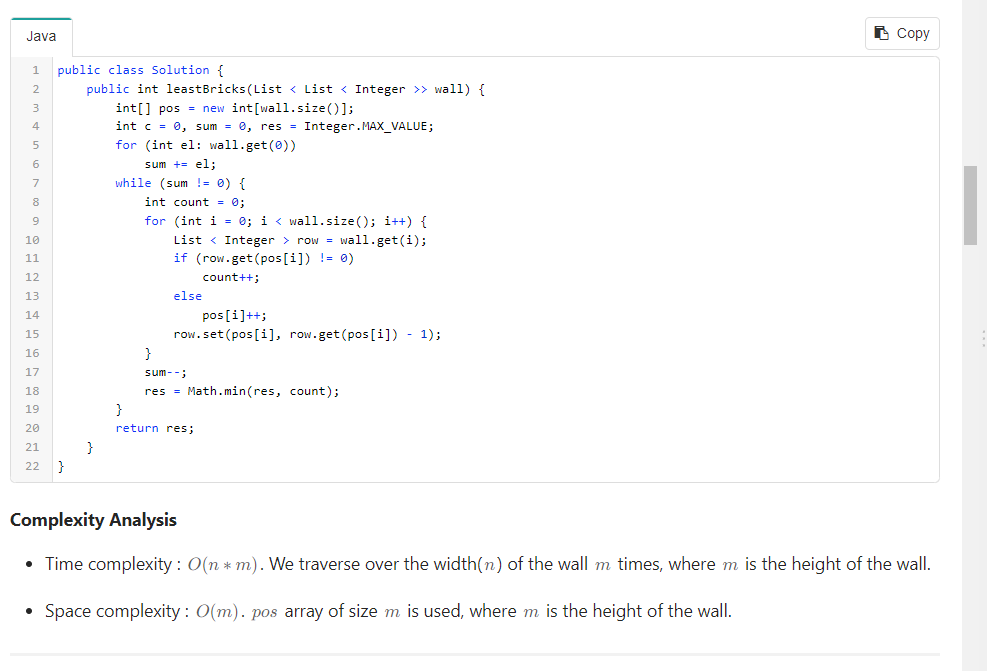 Java
Copy
1 public class Solution {
2 public int leastBricks(List < List < Integer >> wall) {
3 int[] pos = new int[wall.size()];
4 int c = 0, sum = 0, res = Integer.MAX_VALUE;
5 for (int el: wall.get(0))
6 sum += el;
7 while (sum != 0) {
8 int count = 0;
9 for (int i = 0; i < wall.size(); i++) {
10 List < Integer > row = wall.get(i);
11 if (row.get(pos[i]) != 0)
12 count++;
13 else
14 pos[i]++;
15 row.set(pos[i], row.get(pos[i]) - 1);
16 }
17 sum--;
18 res = Math.min(res, count);
19 }
20 return res;
21 }
22 }
Complexity Analysis
• Time complexity : O(n ∗ m). We traverse over the width(n) of the wall m times, where m is the height of the wall.
• Space complexity : O(m). pos array of size m is used, where m is the height of the wall.